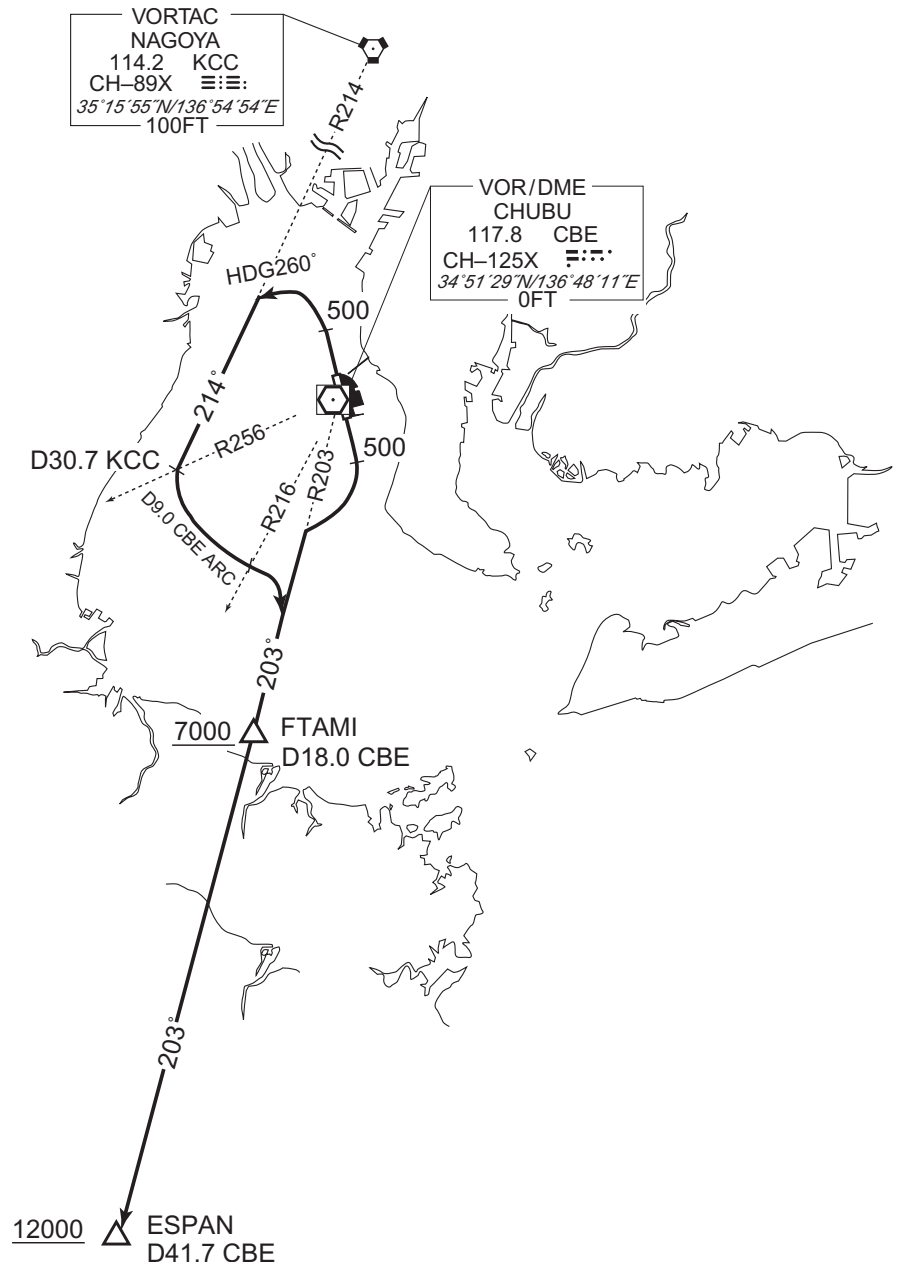 VORTAC
NAGOYA
114.2 KCC
CH–89X
35°15´55˝N/136°54´54˝E
100FT
R214
VOR/DME
CHUBU
117.8 CBE
CH–125X
34°51´29˝N/136°48´11˝E
0FT
HDG260°
500
214°
R256
D30.7 KCC
500
R203
R216
D9.0 CBE ARC
203°
7000
FTAMI
D18.0 CBE
203°
12000
ESPAN
D41.7 CBE